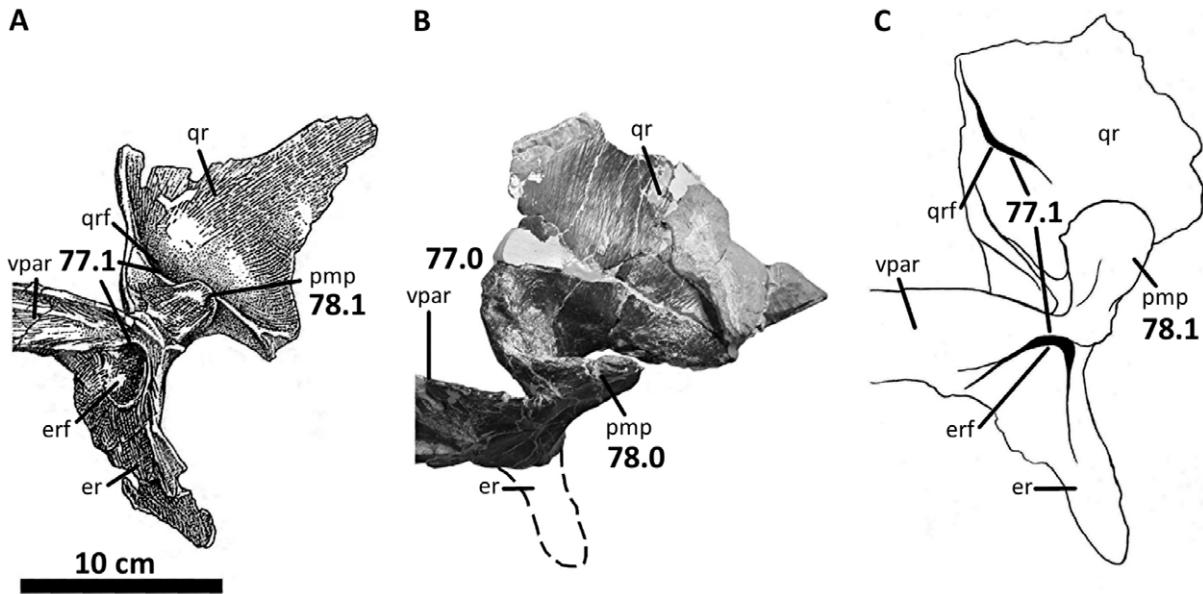 A
qr
qrf
vpar
77.1
pmp
78.1
erf
er
10 cm
B
qr
77.0
vpar
pmp
78.0
er
C
qr
qrf
77.1
vpar
pmp
78.1
erf
er